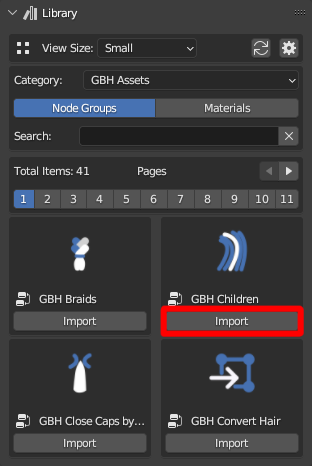 Library
View Size: Small
Category: GBH Assets
Node Groups Materials
Search:
Total Items: 41 Pages
1 2 3 4 5 6 7 8 9 10 11
GBH Braids GBH Children
Import Import
GBH Close Caps by... GBH Convert Hair
Import Import